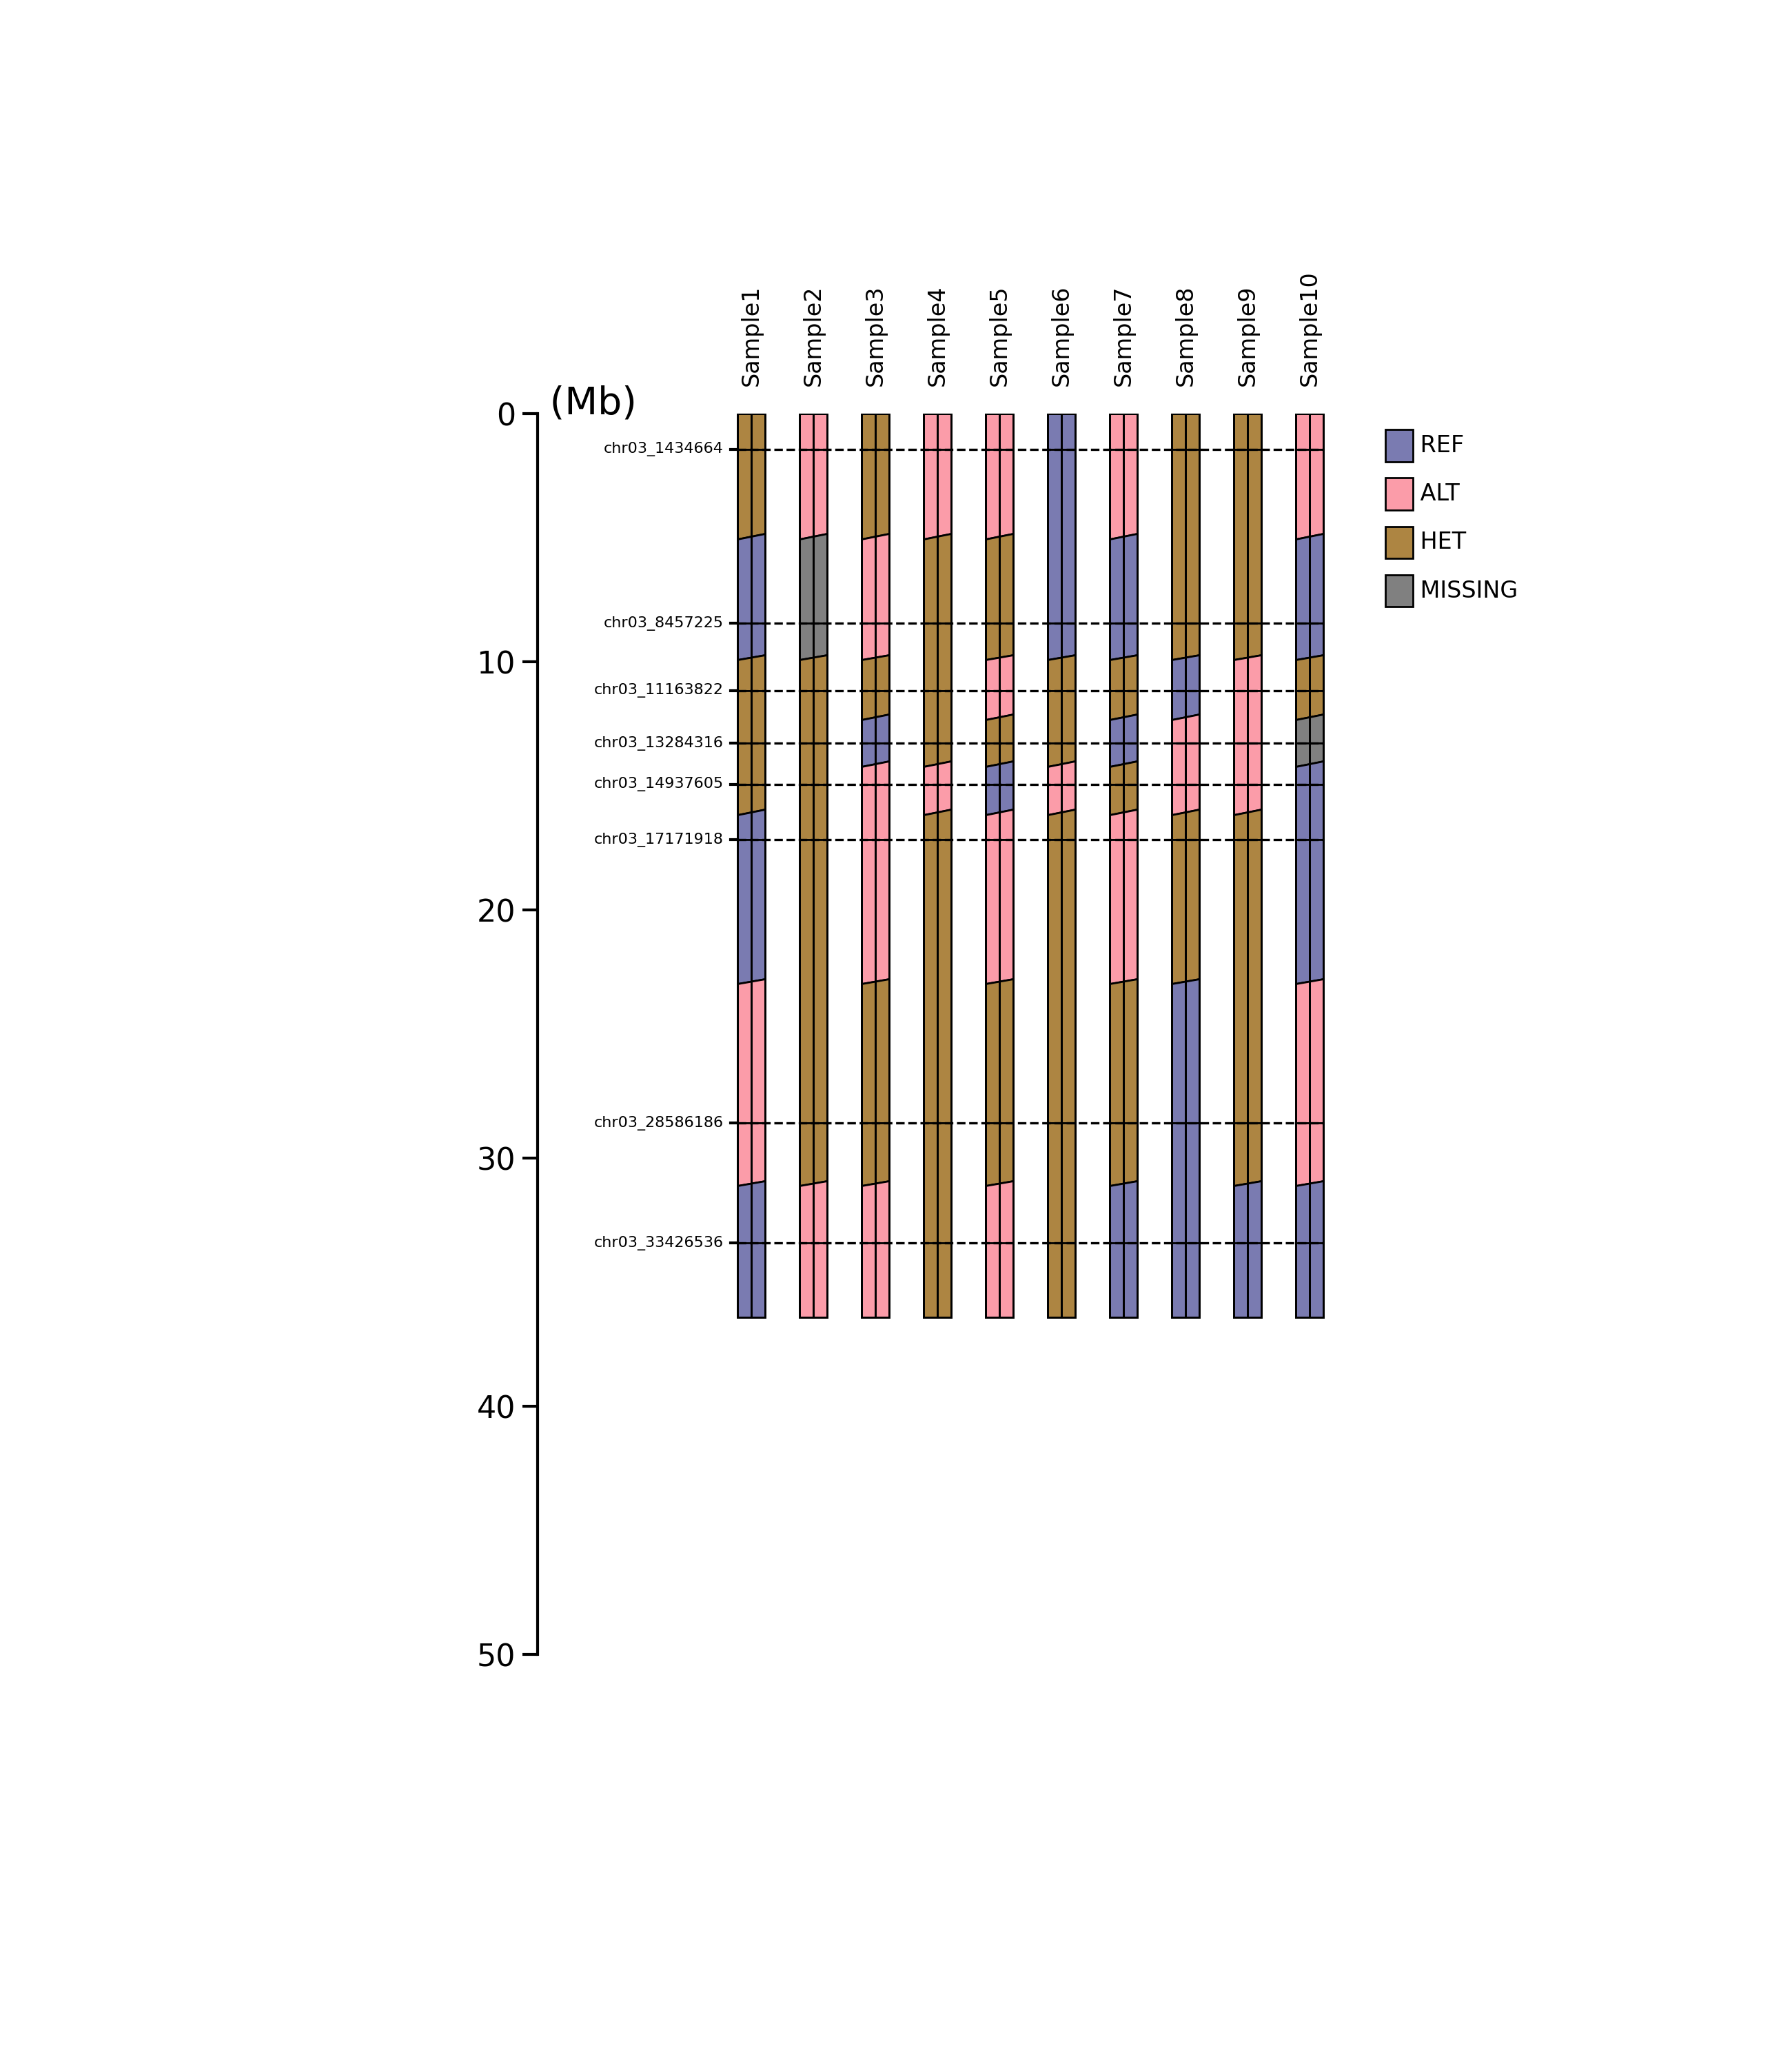 Sample1
Sample2
Sample3
Sample4
Sample5
Sample6
Sample7
Sample8
Sample9
Sample10
(Mb)
0
10
20
30
40
50
chr03_1434664
chr03_8457225
chr03_11163822
chr03_13284316
chr03_14937605
chr03_17171918
chr03_28586186
chr03_33426536
REF
ALT
HET
MISSING